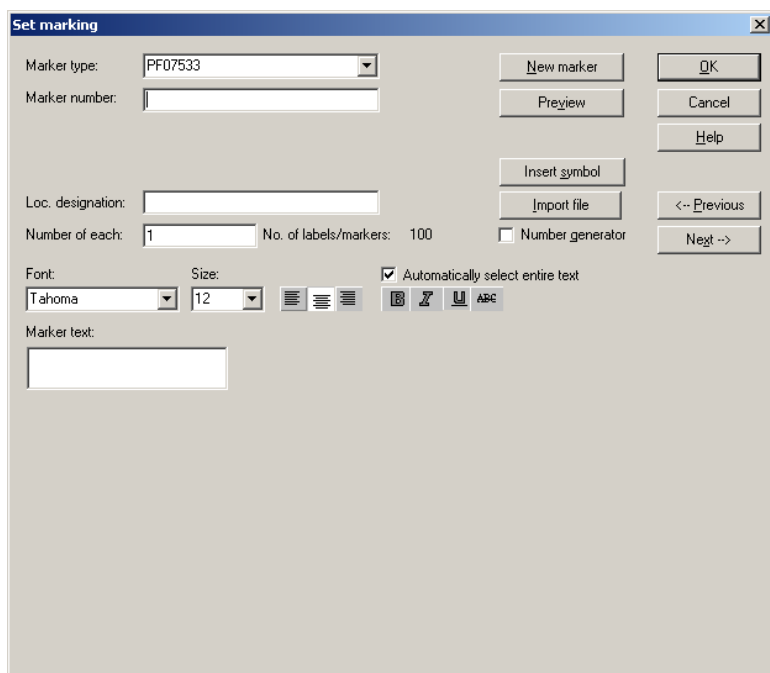 Set marking
Marker type: PF07533 New marker OK
Marker number: Preview Cancel
Help
Insert symbol
Loc. designation: Import file <-- Previous
Number of each: 1 No. of labels/markers: 100 Number generator Next -->
Font: Size: Automatically select entire text
Tahoma 12 B I U ABC
Marker text: